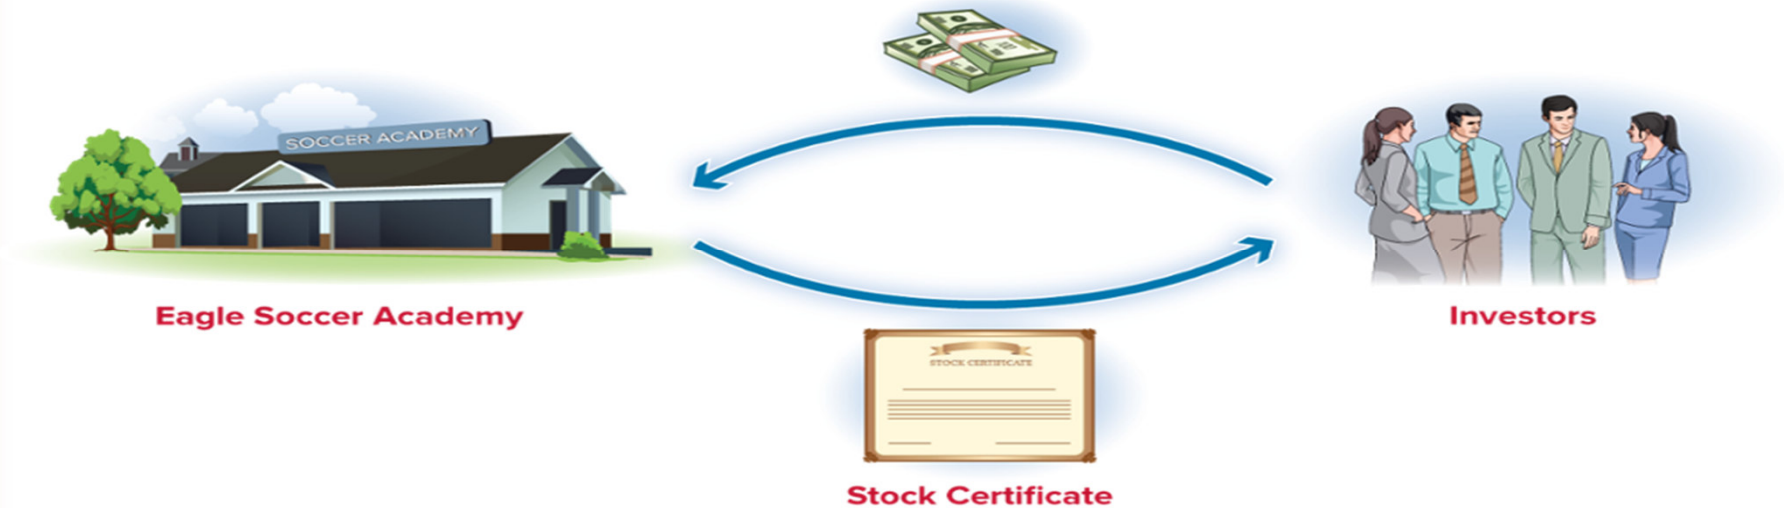 SOCCER ACADEMY
Eagle Soccer Academy
Investors
STOCK CERTIFICATE
Stock Certificate